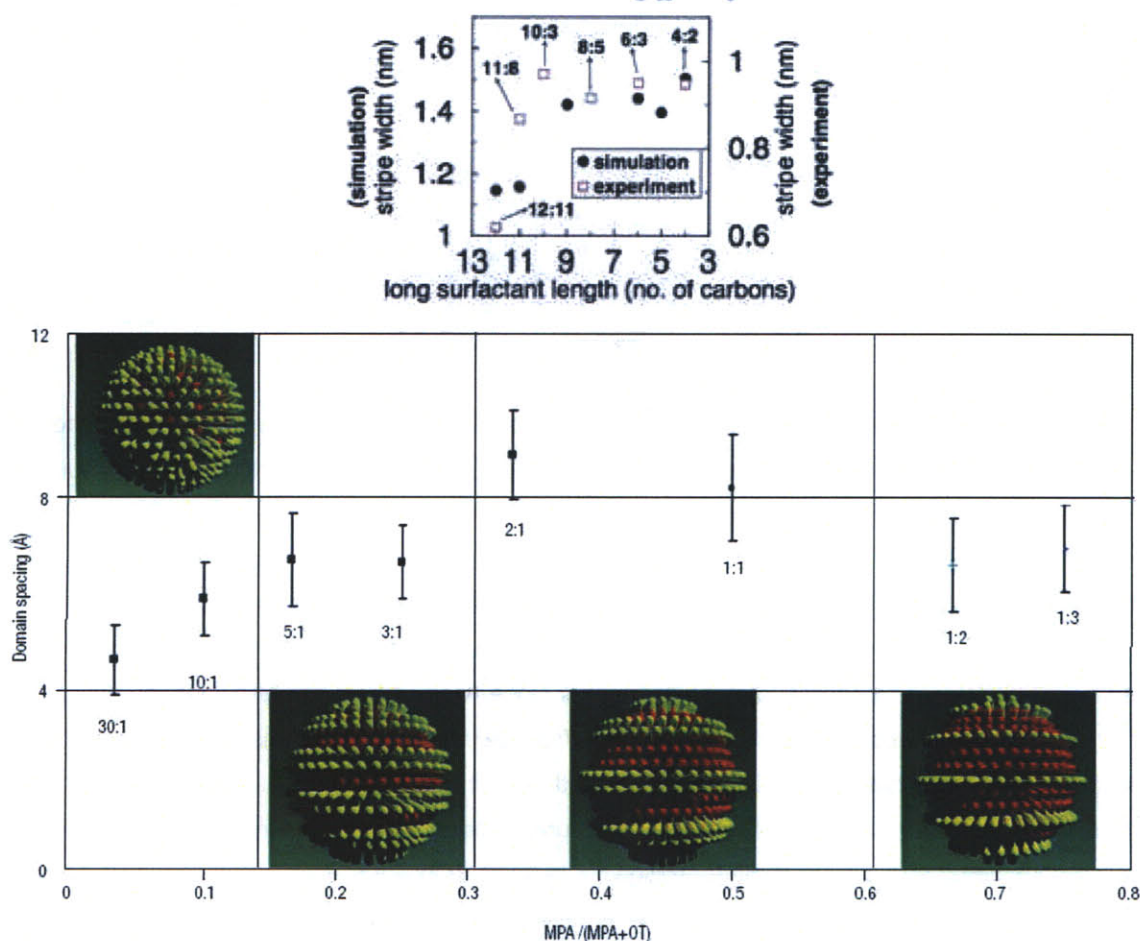 10:3
8:5
6:3
4:2
11:6
12:11
1.6
1.4
1.2
1
(simulation)
stripe width (nm)
1
0.8
0.6
stripe width (nm)
(experiment)
simulation
experiment
13 11 9 7 5 3
long surfactant length (no. of carbons)
12
8
4
0
Domain spacing (Å)
30:1
10:1
5:1
3:1
2:1
1:1
1:2
1:3
0 0.1 0.2 0.3 0.4 0.5 0.6 0.7 0.8
MPA /(MPA+OT)